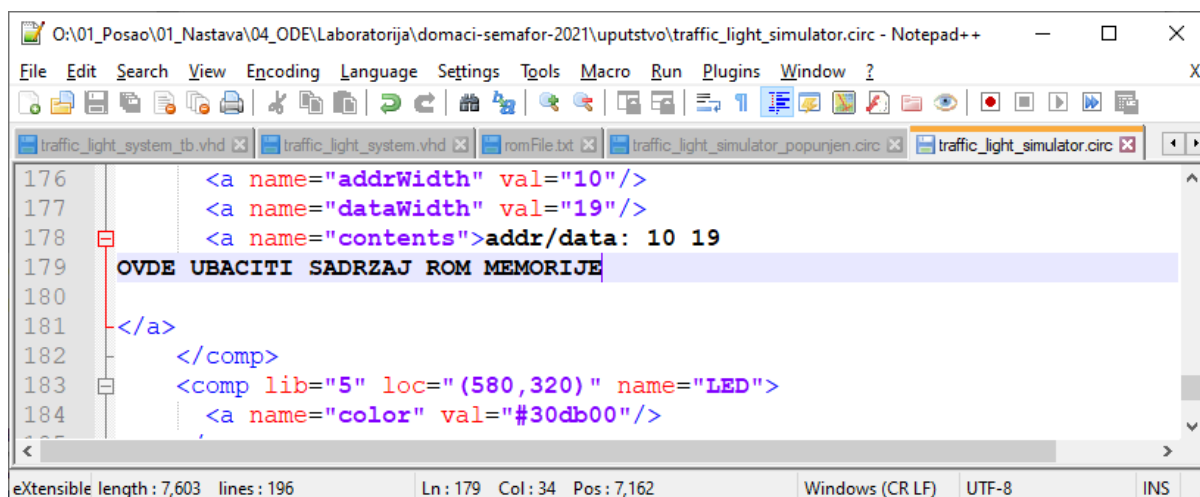 O:\01_Posao\01_Nastava\04_ODE\Laboratorija\domaci-semafor-2021\uputstvo\traffic_light_simulator.circ - Notepad++
File Edit Search View Encoding Language Settings Tools Macro Run Plugins Window ? X
traffic_light_system_tb.vhd traffic_light_system.vhd romFile.txt traffic_light_simulator_popunjen.circ traffic_light_simulator.circ
176 <a name="addrWidth" val="10"/>
177 <a name="dataWidth" val="19"/>
178 <a name="contents">addr/data: 10 19
179 OVDE UBACITI SADRZAJ ROM MEMORIJE
180
181 </a>
182 </comp>
183 <comp lib="5" loc="(580,320)" name="LED">
184 <a name="color" val="#30db00"/>
eXtensible length : 7,603 lines : 196 Ln : 179 Col : 34 Pos : 7,162 Windows (CR LF) UTF-8 INS